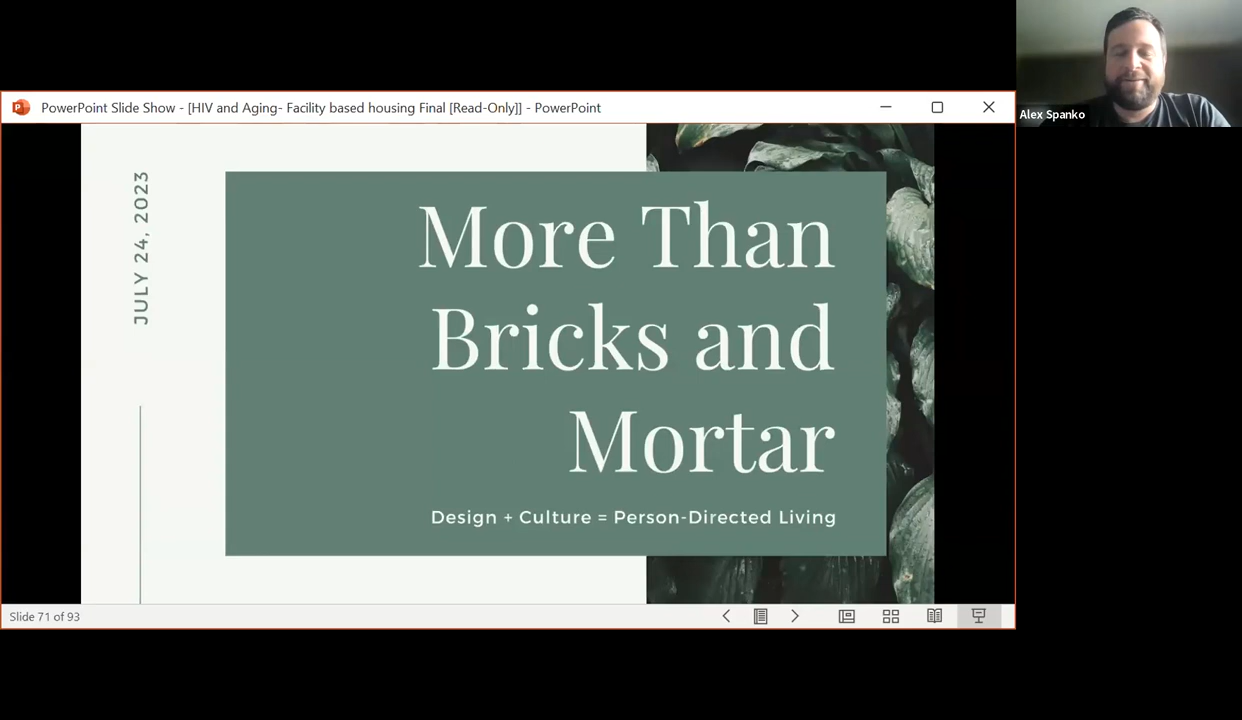 Alex Spanko
PowerPoint Slide Show - [HIV and Aging- Facility based housing Final [Read-Only]] - PowerPoint
JULY 24, 2023
More Than
Bricks and
Mortar
Design + Culture = Person-Directed Living
Slide 71 of 93